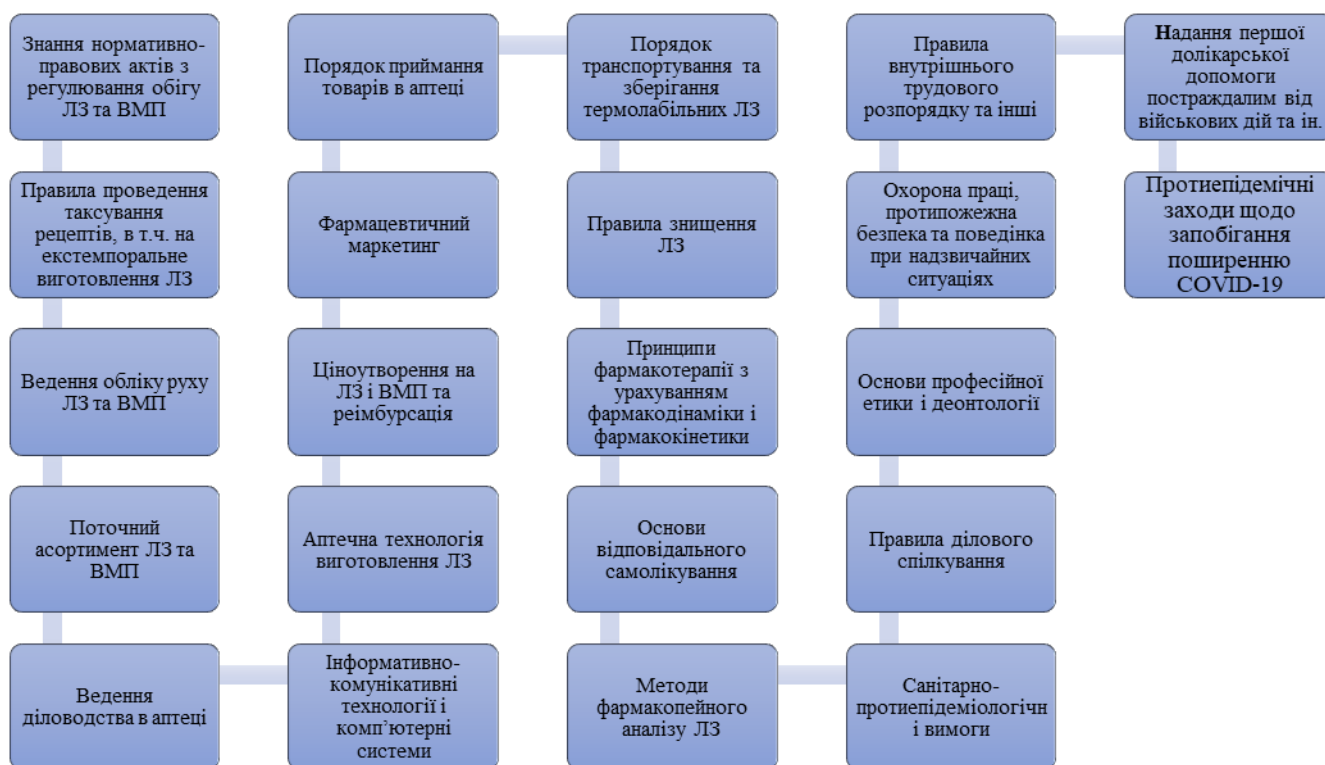 Знання нормативно-
правових актів з
регулювання обігу
ЛЗ та ВМП
Правила проведення
таксування
рецептів, в т.ч. на
екстемпоральне
виготовлення ЛЗ
Ведення обліку руху
ЛЗ та ВМП
Поточний
асортимент ЛЗ та
ВМП
Ведення
діловодства в аптеці
Інформативно-
комунікативні
технології і
комп’ютерні
системи
Аптечна технологія
виготовлення ЛЗ
Ціноутворення на
ЛЗ і ВМП та
реімбурсація
Фармацевтичний
маркетинг
Порядок приймання
товарів в аптеці
Порядок
транспортування та
зберігання
термолабільних ЛЗ
Правила знищення
ЛЗ
Принципи
фармакотерапії з
урахуванням
фармакодінаміки і
фармакокінетики
Основи
відповідального
самолікування
Методи
фармакопейного
аналізу ЛЗ
Санітарно-
протиепідеміологічн
і вимоги
Правила ділового
спілкування
Основи професійної
етики і деонтології
Охорона праці,
протипожежна
безпека та поведінка
при надзвичайних
ситуаціях
Правила
внутрішнього
трудового
розпорядку та інші
Надання першої
долікарської
допомоги
постраждалим від
військових дій та ін.
Протиепідемічні
заходи щодо
запобігання
поширенню
COVID-19